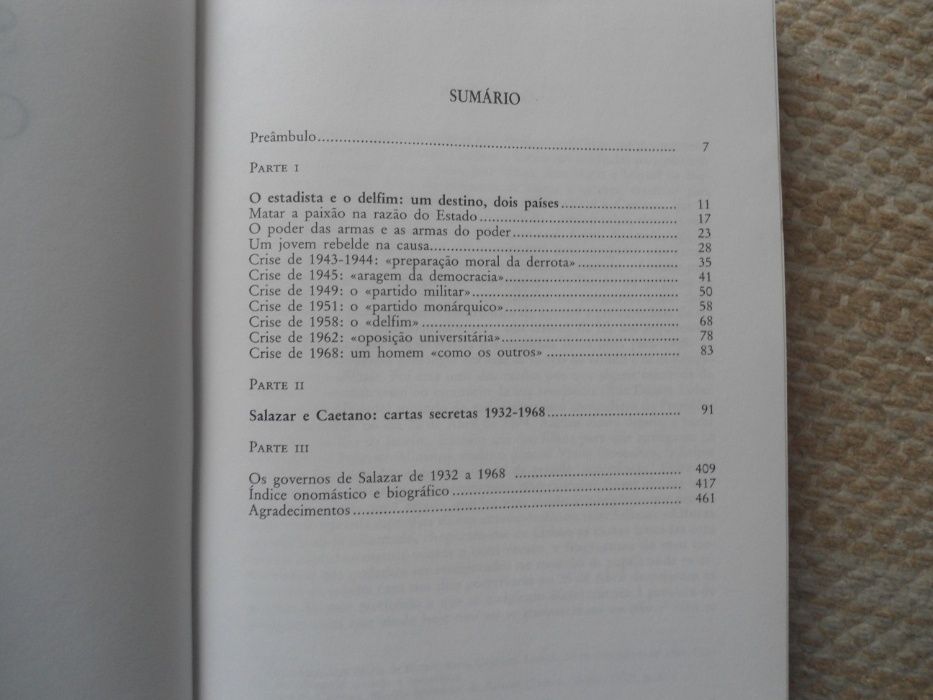 SUMÁRIO
Preâmbulo 7
PARTE I
O estadista e o delfim: um destino, dois países 11
Matar a paixão na razão do Estado 17
O poder das armas e as armas do poder 23
Um jovem rebelde na causa 28
Crise de 1943-1944: «preparação moral da derrota» 35
Crise de 1945: «aragem da democracia» 41
Crise de 1949: o «partido militar» 50
Crise de 1951: o «partido monárquico» 58
Crise de 1958: o «delfim» 68
Crise de 1962: «oposição universitária» 78
Crise de 1968: um homem «como os outros» 83
PARTE II
Salazar e Caetano: cartas secretas 1932-1968 91
PARTE III
Os governos de Salazar de 1932 a 1968 409
Índice onomástico e biográfico 417
Agradecimentos 461